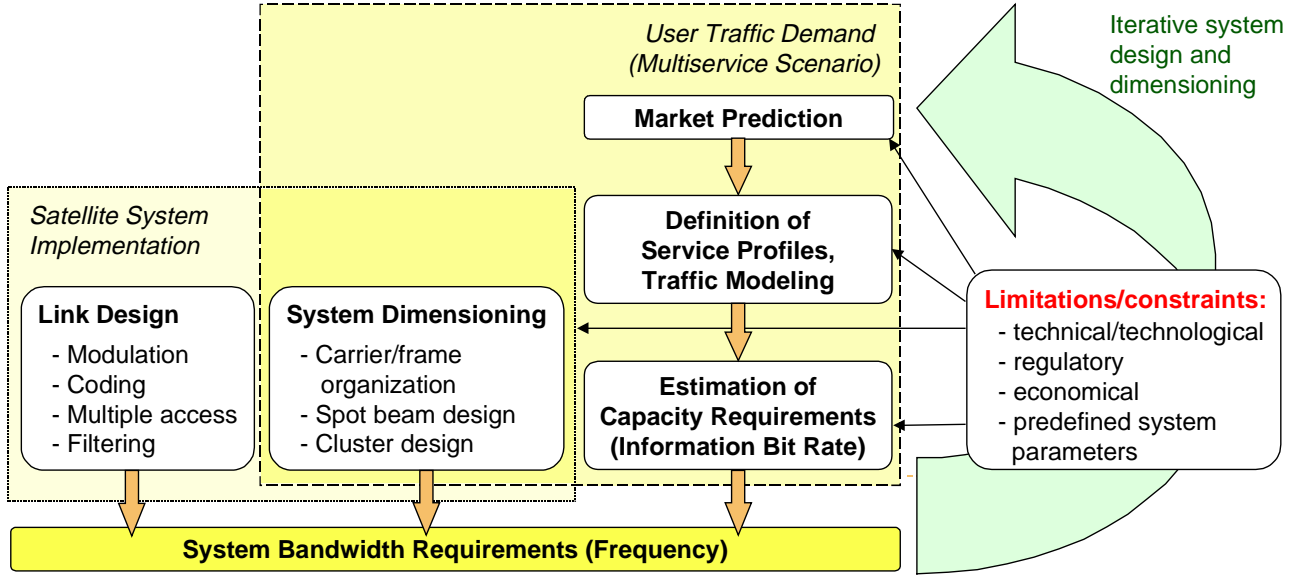 User Traffic Demand
(Multiservice Scenario)
Iterative system
design and
dimensioning
Market Prediction
Satellite System
Implementation
Definition of
Service Profiles,
Traffic Modeling
Link Design
- Modulation
- Coding
- Multiple access
- Filtering
System Dimensioning
- Carrier/frame
organization
- Spot beam design
- Cluster design
Estimation of
Capacity Requirements
(Information Bit Rate)
Limitations/constraints:
- technical/technological
- regulatory
- economical
- predefined system
parameters
System Bandwidth Requirements (Frequency)